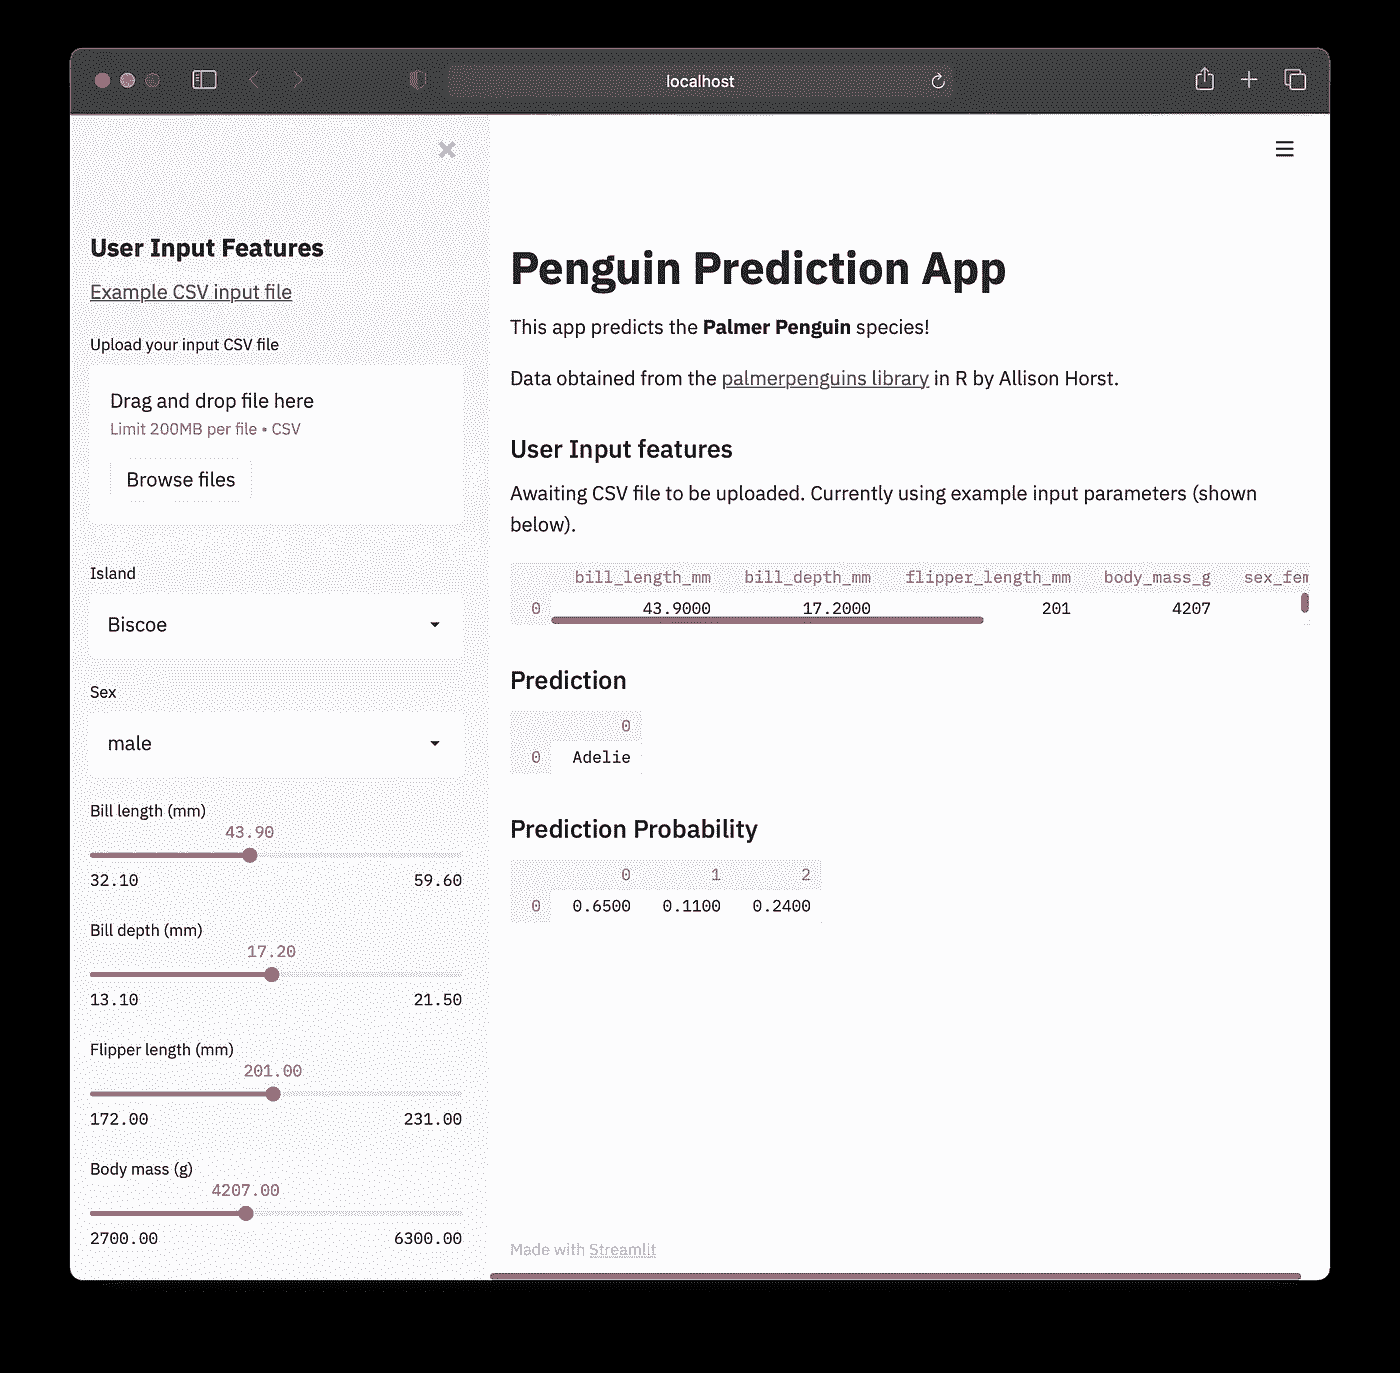 localhost
User Input Features
Example CSV input file
Upload your input CSV file
Drag and drop file here
Limit 200MB per file • CSV
Browse files
Island
Biscoe
Sex
male
Bill length (mm)
43.90
32.10 59.60
Bill depth (mm)
17.20
13.10 21.50
Flipper length (mm)
201.00
172.00 231.00
Body mass (g)
4207.00
2700.00 6300.00
Penguin Prediction App
This app predicts the Palmer Penguin species!
Data obtained from the palmerpenguins library in R by Allison Horst.
User Input features
Awaiting CSV file to be uploaded. Currently using example input parameters (shown
below).
bill_length_mm bill_depth_mm flipper_length_mm body_mass_g sex_fem
0 43.9000 17.2000 201 4207
Prediction
0
0 Adelie
Prediction Probability
0 1 2
0 0.6500 0.1100 0.2400
Made with Streamlit